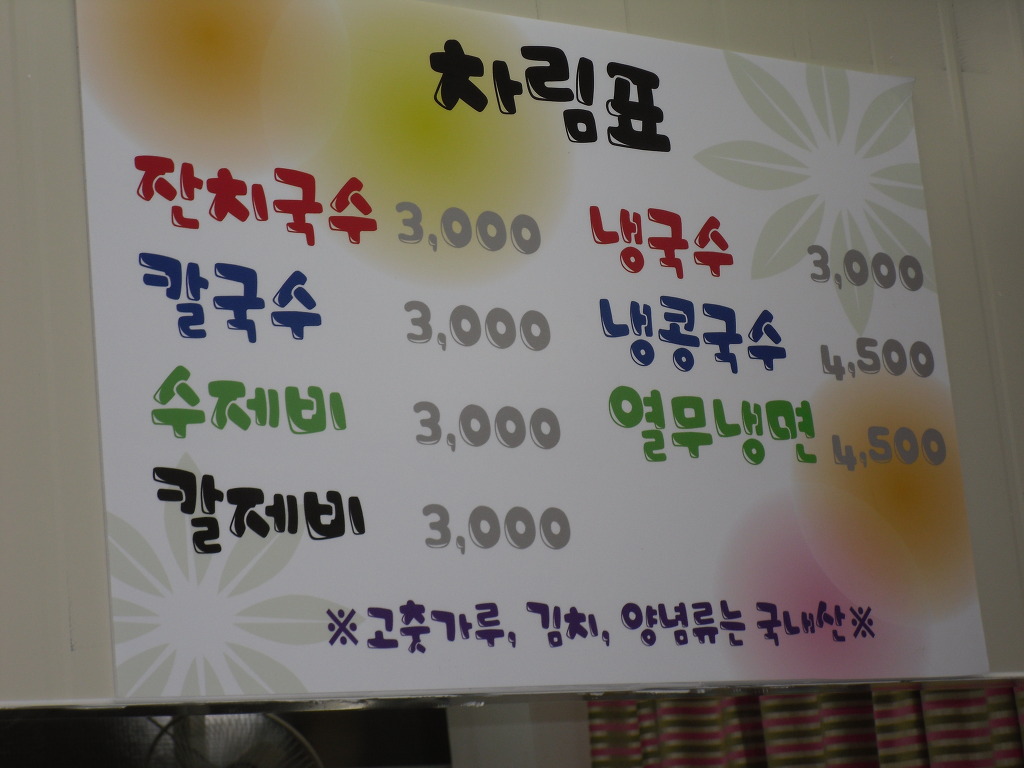 차림표
잔치국수 3,000
칼국수 3,000
수제비 3,000
칼제비 3,000
냉국수 3,000
냉콩국수 4,500
열무냉면 4,500
※고춧가루, 김치, 양념류는 국내산※